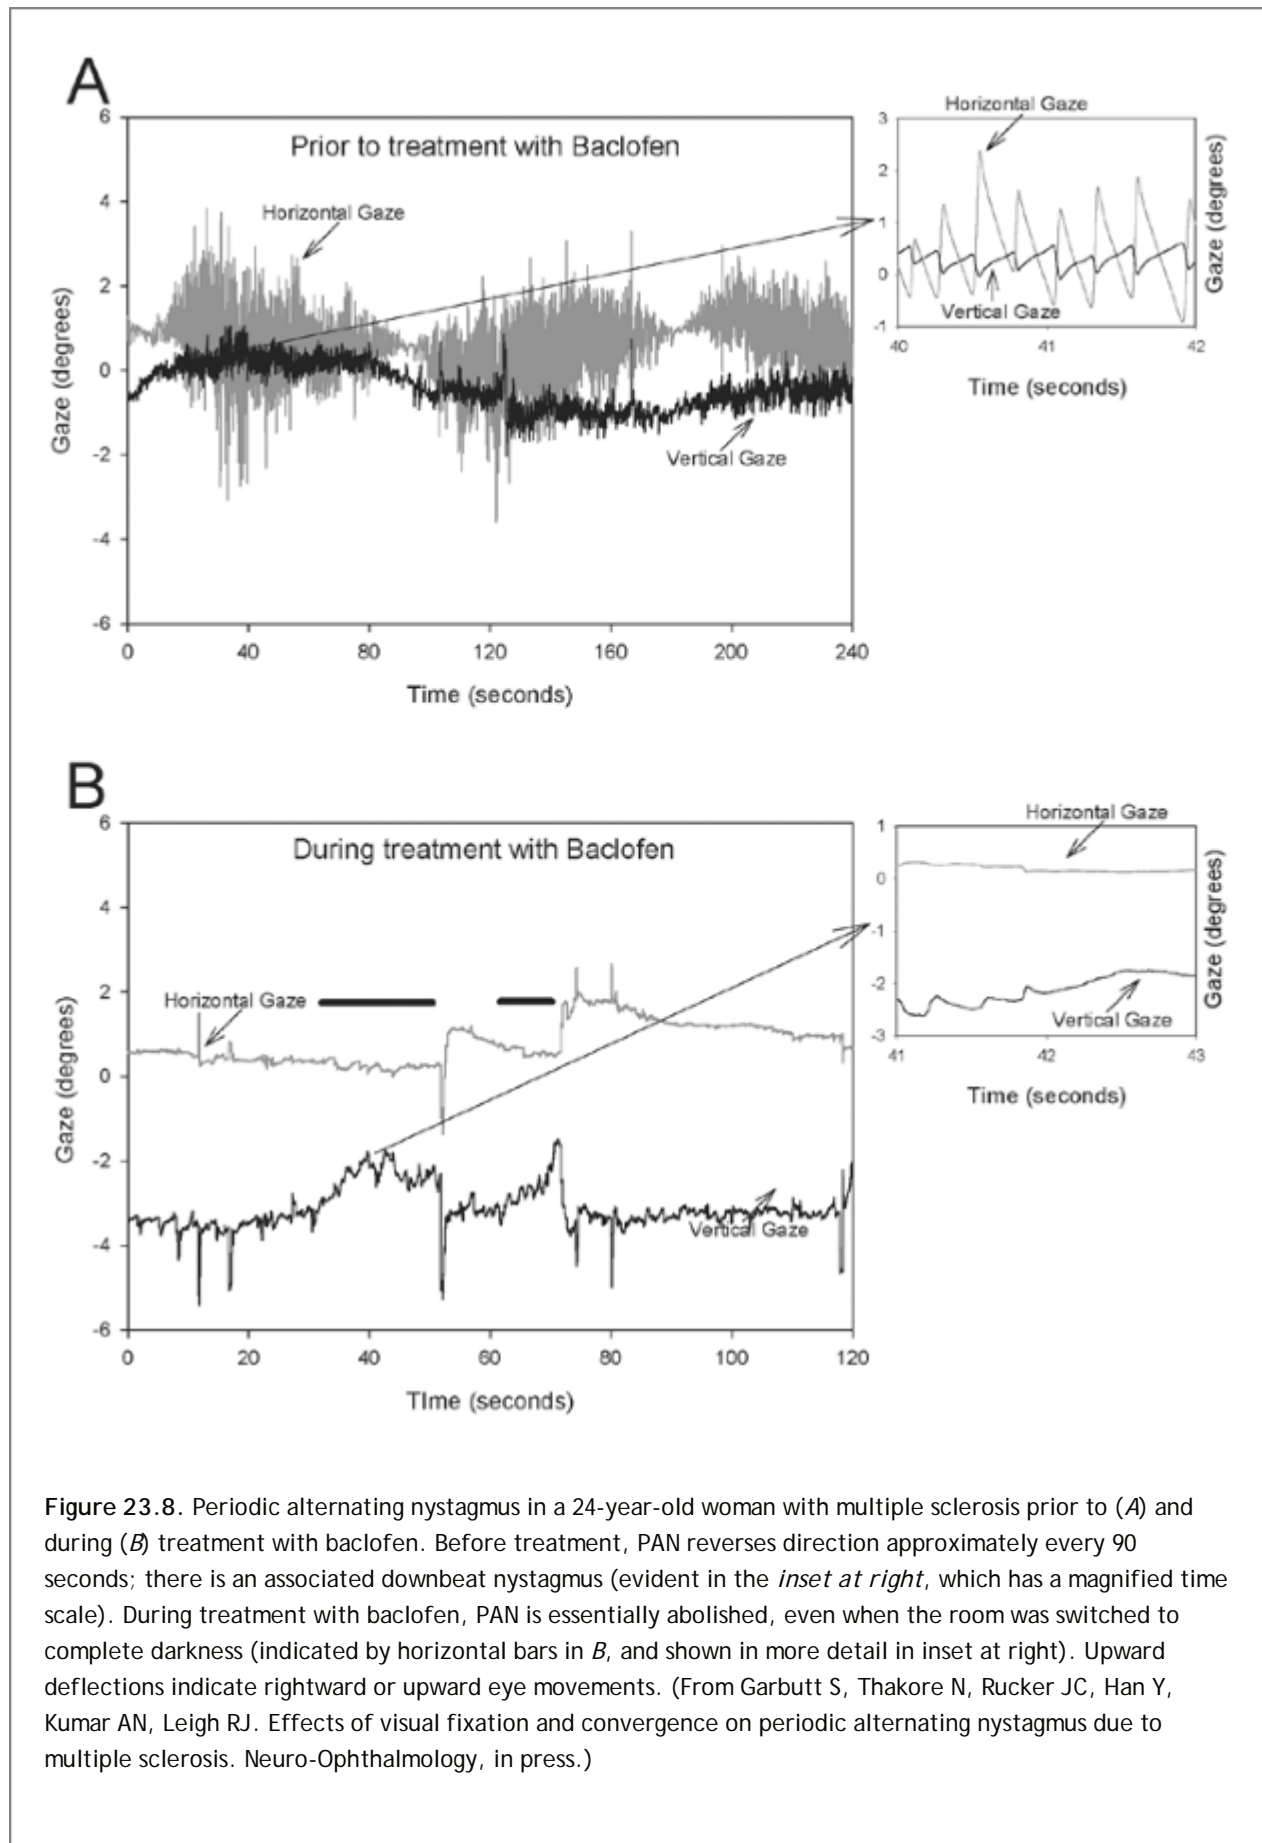 A
Prior to treatment with Baclofen
Horizontal Gaze
Vertical Gaze
Gaze (degrees)
6
4
2
0
-2
-4
-6
0 40 80 120 160 200 240
Time (seconds)
Horizontal Gaze
Vertical Gaze
3
2
1
0
-1
40 41 42
Gaze (degrees)
Time (seconds)
B
During treatment with Baclofen
Horizontal Gaze
Vertical Gaze
Gaze (degrees)
6
4
2
0
-2
-4
-6
0 20 40 60 80 100 120
TIme (seconds)
Horizontal Gaze
Vertical Gaze
1
0
-1
-2
-3
41 42 43
Gaze (degrees)
Time (seconds)
Figure 23.8. Periodic alternating nystagmus in a 24-year-old woman with multiple sclerosis prior to (A) and
during (B) treatment with baclofen. Before treatment, PAN reverses direction approximately every 90
seconds; there is an associated downbeat nystagmus (evident in the inset at right, which has a magnified time
scale). During treatment with baclofen, PAN is essentially abolished, even when the room was switched to
complete darkness (indicated by horizontal bars in B, and shown in more detail in inset at right). Upward
deflections indicate rightward or upward eye movements. (From Garbutt S, Thakore N, Rucker JC, Han Y,
Kumar AN, Leigh RJ. Effects of visual fixation and convergence on periodic alternating nystagmus due to
multiple sclerosis. Neuro-Ophthalmology, in press.)